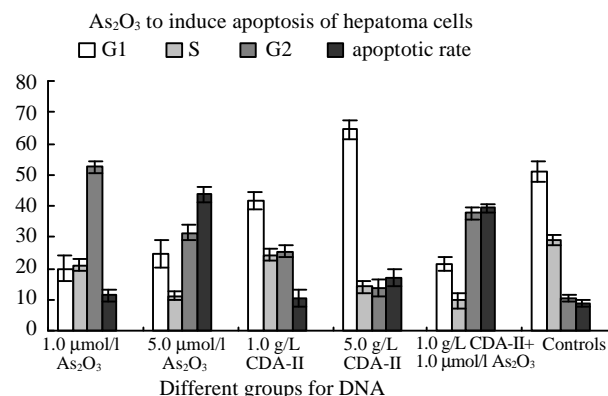 As₂O₃ to induce apoptosis of hepatoma cells
G1 S G2 apoptotic rate
80
70
60
50
40
30
20
10
0
1.0 μmol/l As₂O₃
5.0 μmol/l As₂O₃
1.0 g/L CDA-II
5.0 g/L CDA-II
1.0 g/L CDA-II+ 1.0 μmol/l As₂O₃
Controls
Different groups for DNA